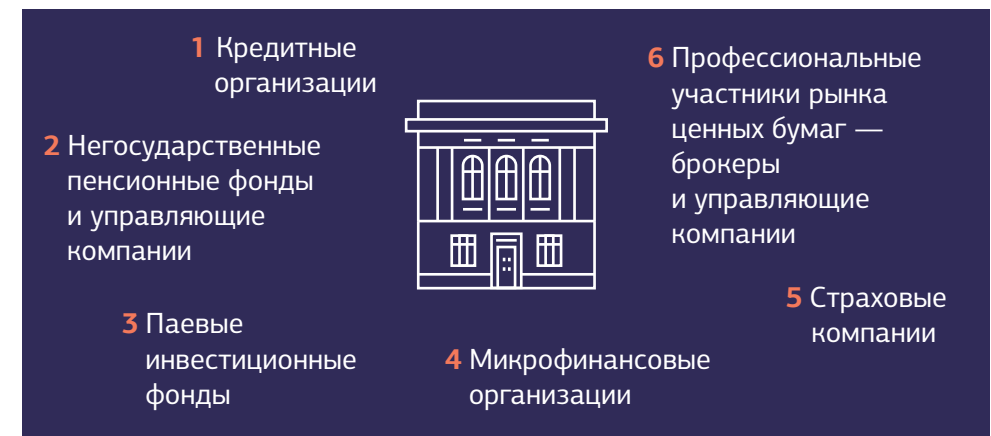 1 Кредитные
организации
2 Негосударственные
пенсионные фонды
и управляющие
компании
3 Паевые
инвестиционные
фонды
4 Микрофинансовые
организации
5 Страховые
компании
6 Профессиональные
участники рынка
ценных бумаг —
брокеры
и управляющие
компании